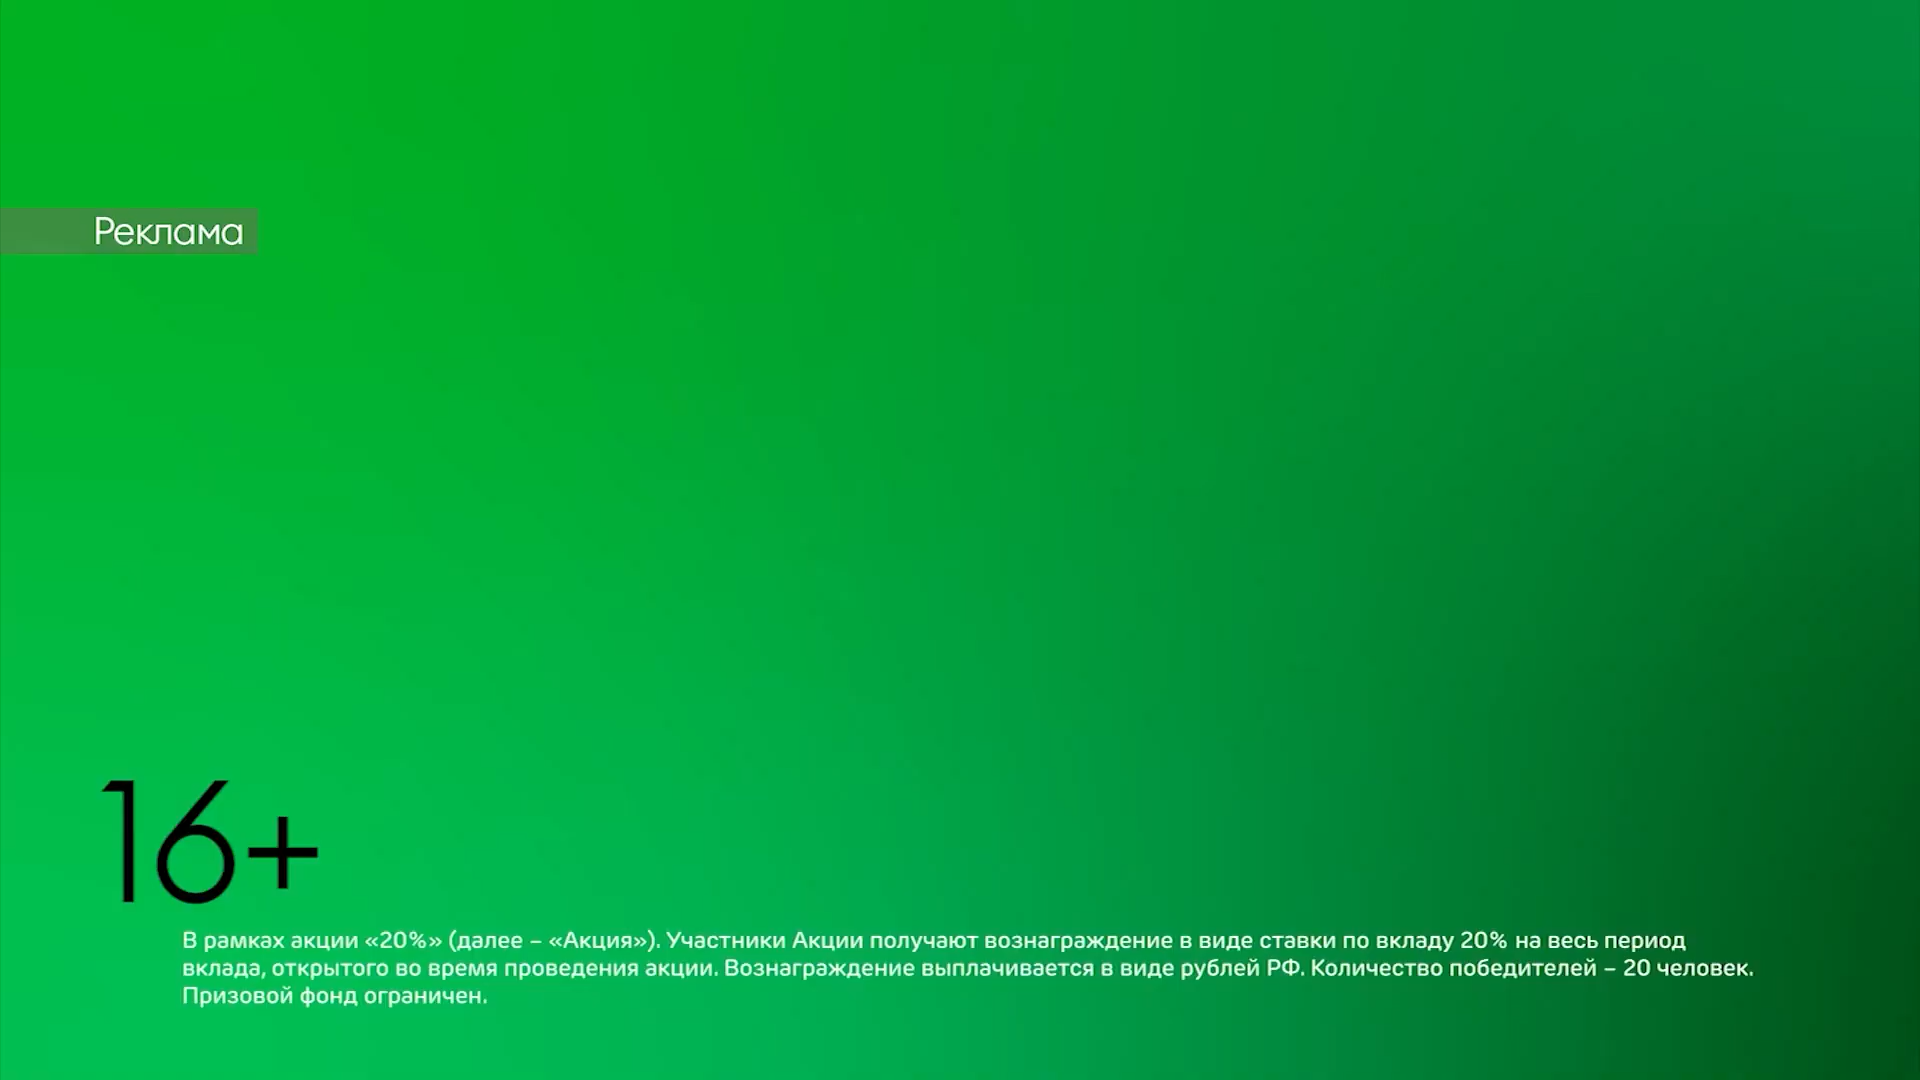 Реклама
16+
В рамках акции «20%» (далее – «Акция»). Участники Акции получают вознаграждение в виде ставки по вкладу 20% на весь период
вклада, открытого во время проведения акции. Вознаграждение выплачивается в виде рублей РФ. Количество победителей – 20 человек.
Призовой фонд ограничен.